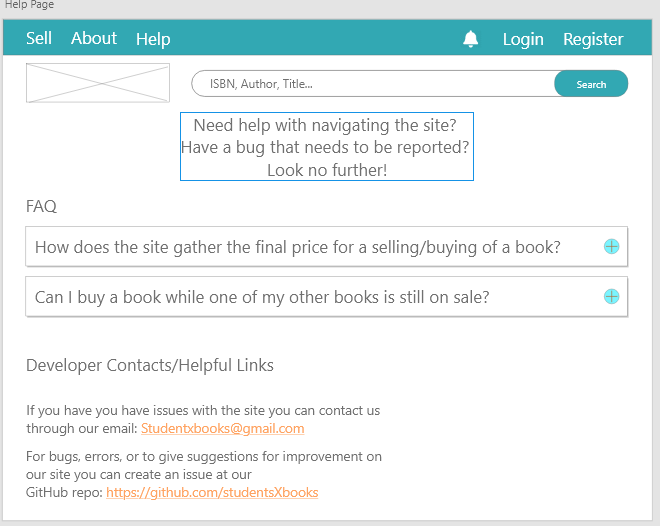 Help Page
Sell About Help Login Register
ISBN, Author, Title... Search
Need help with navigating the site?
Have a bug that needs to be reported?
Look no further!
FAQ
How does the site gather the final price for a selling/buying of a book?
Can I buy a book while one of my other books is still on sale?
Developer Contacts/Helpful Links
If you have you have issues with the site you can contact us
through our email: Studentxbooks@gmail.com
For bugs, errors, or to give suggestions for improvement on
our site you can create an issue at our
GitHub repo: https://github.com/studentsXbooks